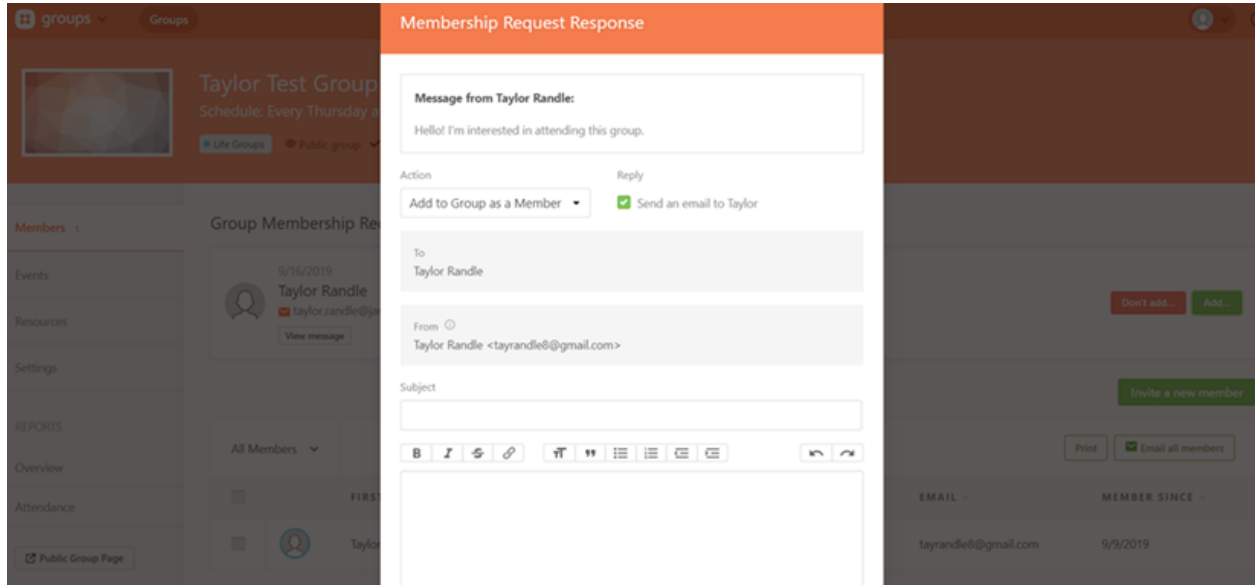 groups
Groups
Taylor Test Group
Schedule: Every Thursday a
Life Groups
Public group
Members 1
Events
Resources
Settings
REPORTS
Overview
Attendance
Public Group Page
Group Membership Re
9/16/2019
Taylor Randle
taylor.randle@ja
View message
Don't add...
Add...
Invite a new member
All Members
Print
Email all members
FIRS
EMAIL
MEMBER SINCE
Taylor
tayrandle8@gmail.com
9/9/2019
Membership Request Response
Message from Taylor Randle:
Hello! I'm interested in attending this group.
Action
Reply
Add to Group as a Member
Send an email to Taylor
To
Taylor Randle
From
Taylor Randle <tayrandle8@gmail.com>
Subject
B I S